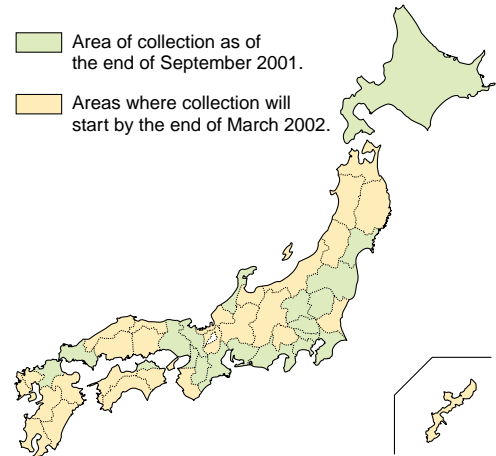 Area of collection as of
the end of September 2001.
Areas where collection will
start by the end of March 2002.